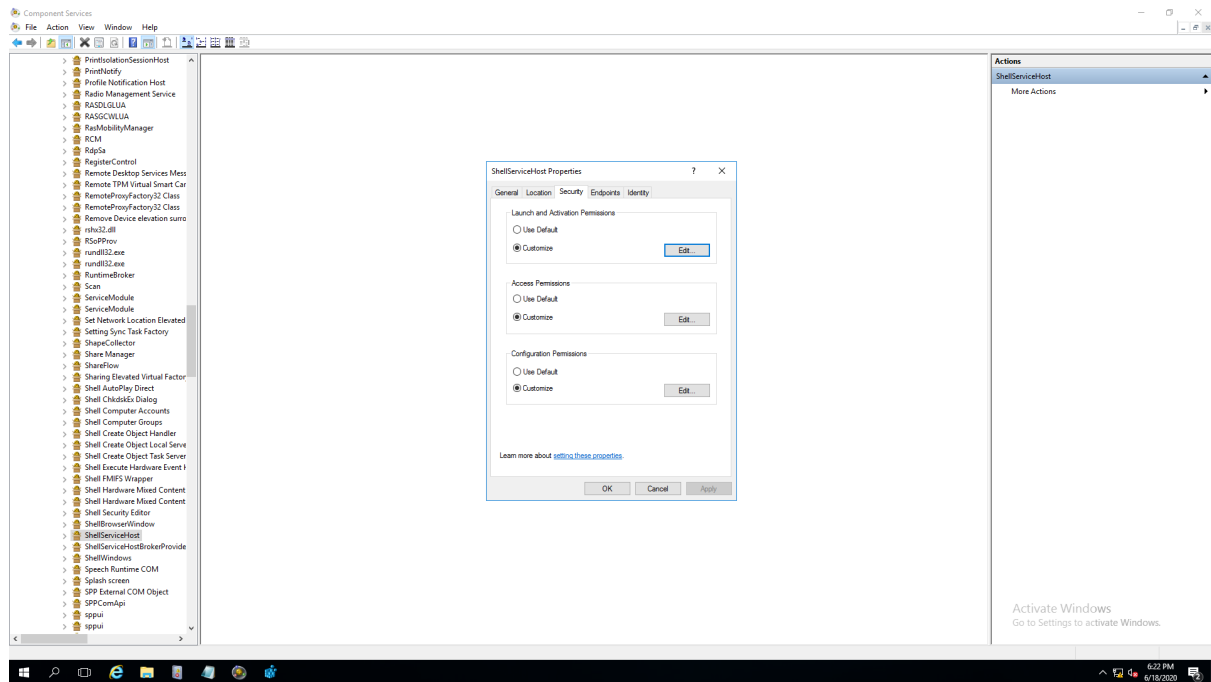 Component Services
File Action View Window Help
PrintIsolationSessionHost
PrintNotify
Profile Notification Host
Radio Management Service
RASDLGLUA
RASGCWLUA
RasMobilityManager
RCM
RdpSa
RegisterControl
Remote Desktop Services Mess
Remote TPM Virtual Smart Car
RemoteProxyFactory32 Class
RemoteProxyFactory32 Class
Remove Device elevation surro
rshx32.dll
RSoPProv
rundll32.exe
rundll32.exe
RuntimeBroker
Scan
ServiceModule
ServiceModule
Set Network Location Elevated
Setting Sync Task Factory
ShapeCollector
Share Manager
ShareFlow
Sharing Elevated Virtual Factor
Shell AutoPlay Direct
Shell ChkdskEx Dialog
Shell Computer Accounts
Shell Computer Groups
Shell Create Object Handler
Shell Create Object Local Serve
Shell Create Object Task Server
Shell Execute Hardware Event H
Shell FMIFS Wrapper
Shell Hardware Mixed Content
Shell Hardware Mixed Content
Shell Security Editor
ShellBrowserWindow
ShellServiceHost
ShellServiceHostBrokerProvide
ShellWindows
Speech Runtime COM
Splash screen
SPP External COM Object
SPPComApi
sppui
sppui
ShellServiceHost Properties
General Location Security Endpoints Identity
Launch and Activation Permissions
Use Default
Customize
Edit...
Access Permissions
Use Default
Customize
Edit...
Configuration Permissions
Use Default
Customize
Edit...
Learn more about setting these properties.
OK Cancel Apply
Actions
ShellServiceHost
More Actions
Activate Windows
Go to Settings to activate Windows.
6:22 PM
6/18/2020